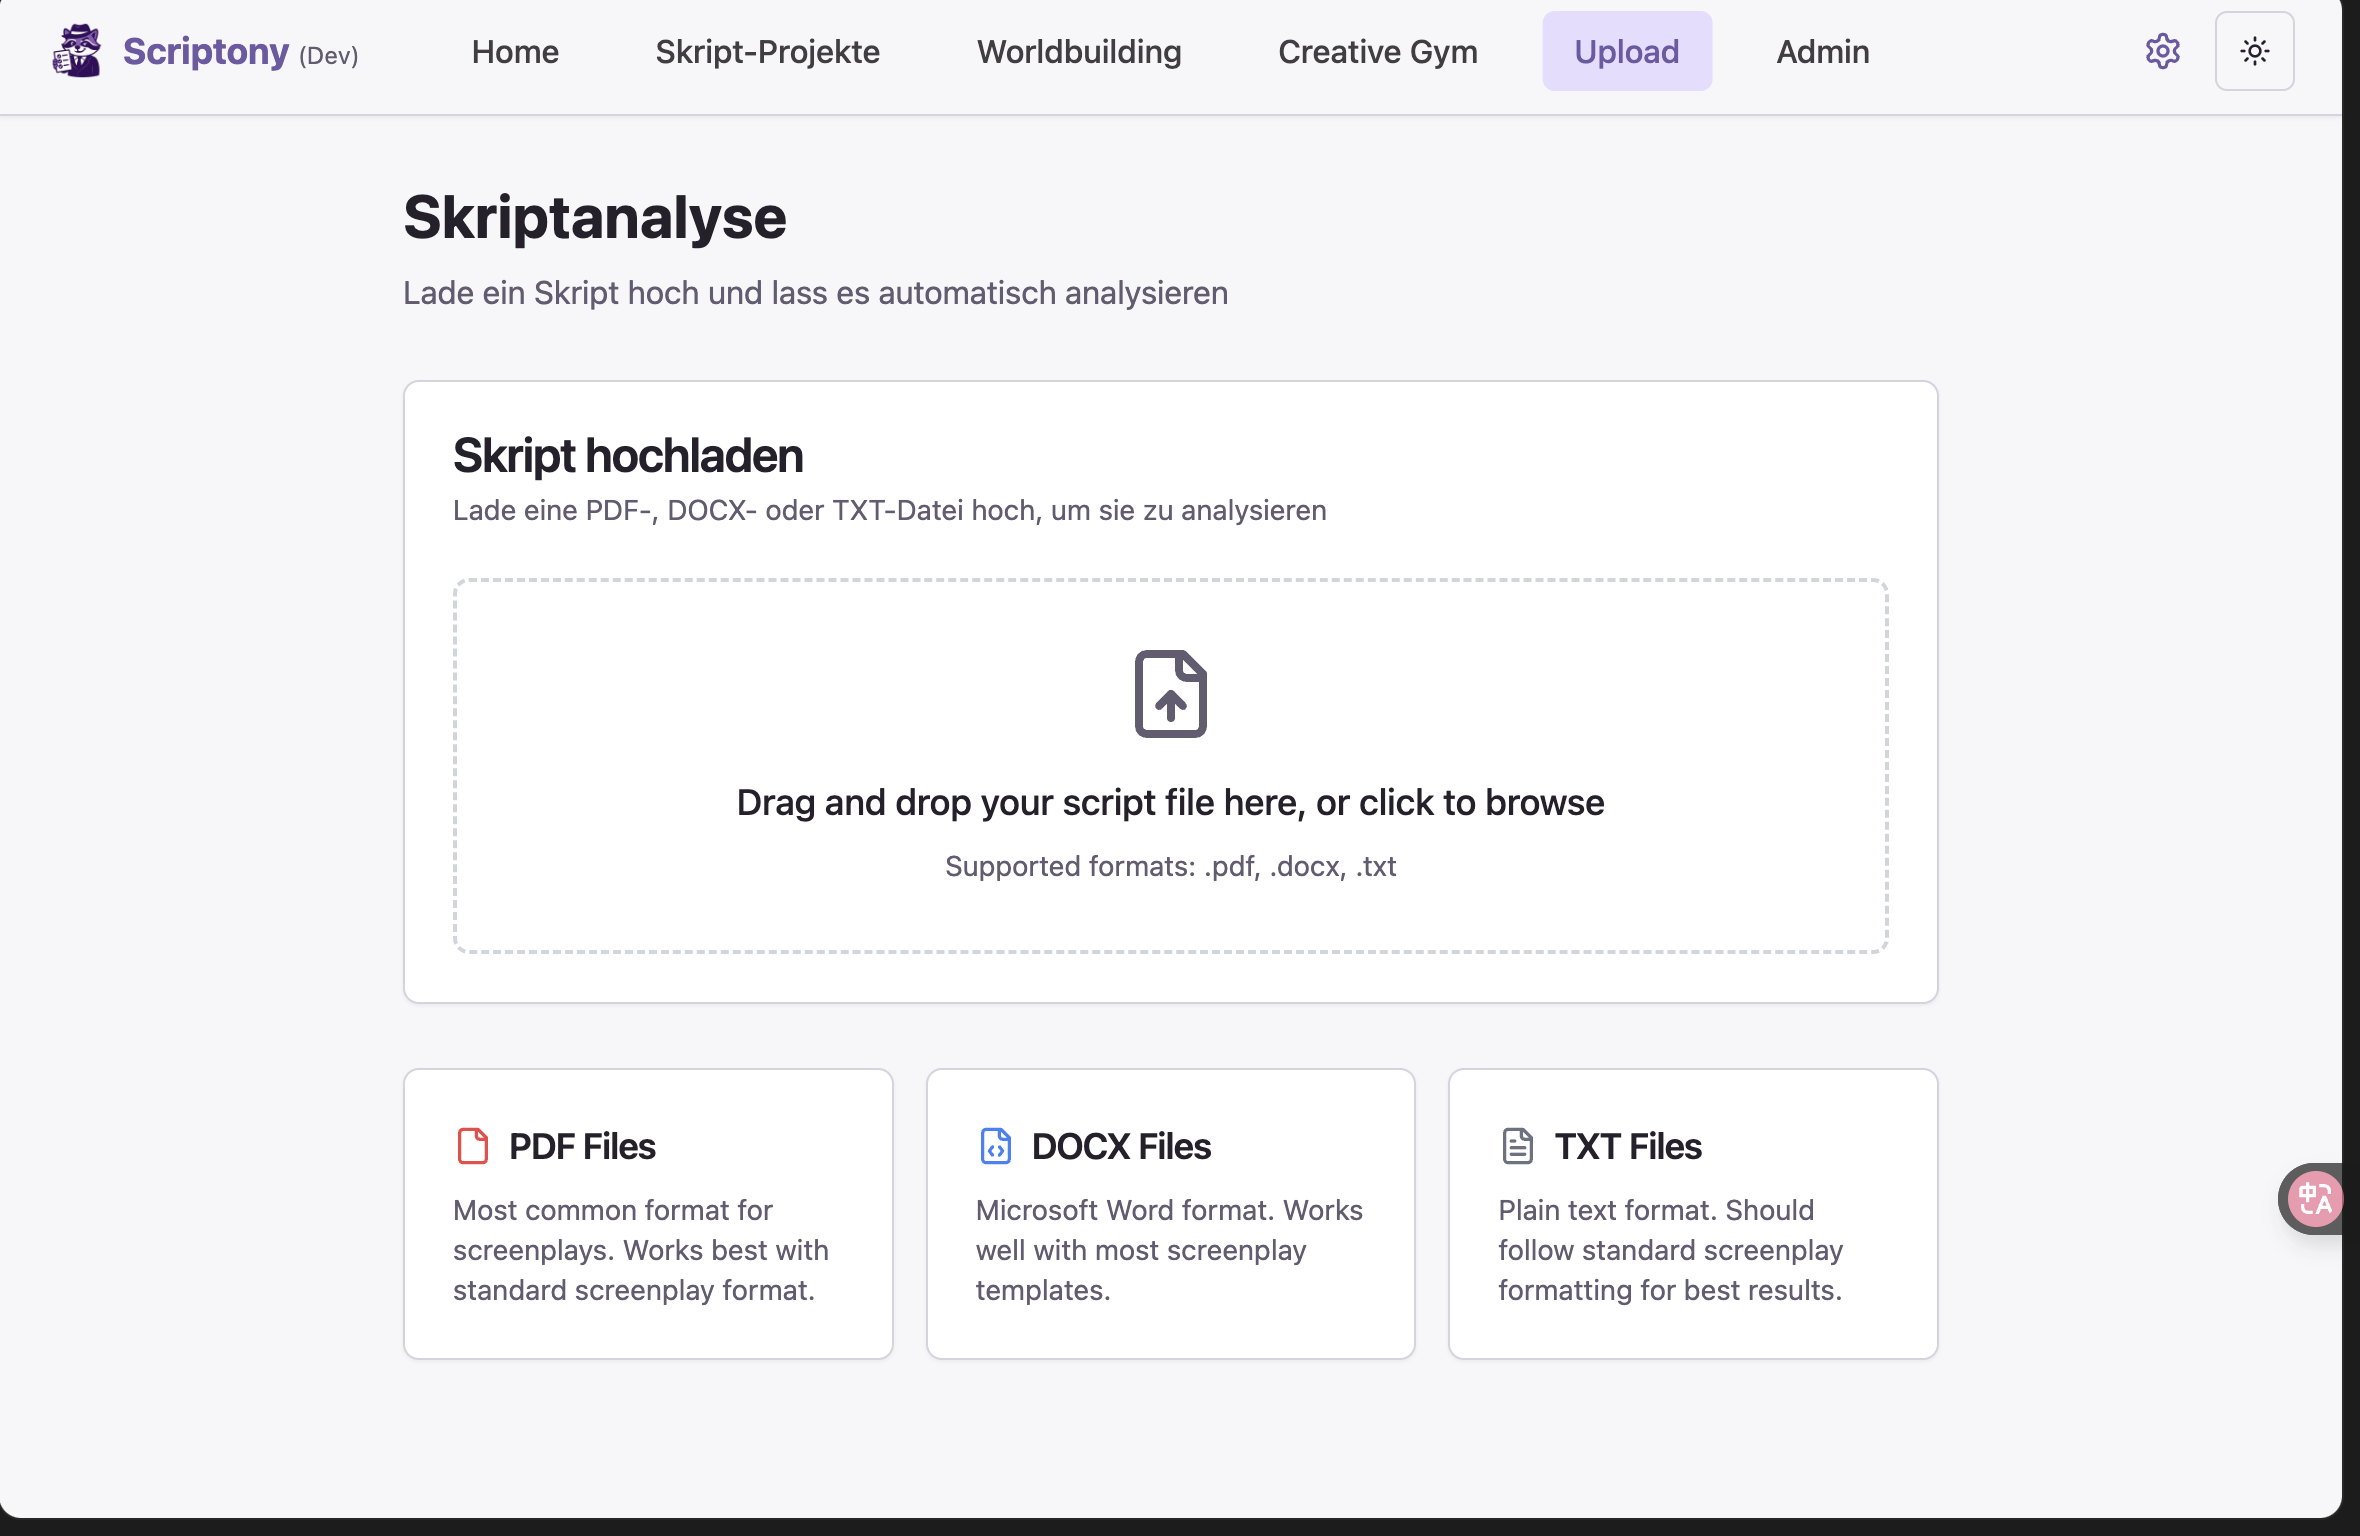 Scriptony (Dev)
Home
Skript-Projekte
Worldbuilding
Creative Gym
Upload
Admin
Skriptanalyse
Lade ein Skript hoch und lass es automatisch analysieren
Skript hochladen
Lade eine PDF-, DOCX- oder TXT-Datei hoch, um sie zu analysieren
Drag and drop your script file here, or click to browse
Supported formats: .pdf, .docx, .txt
PDF Files
Most common format for
screenplays. Works best with
standard screenplay format.
DOCX Files
Microsoft Word format. Works
well with most screenplay
templates.
TXT Files
Plain text format. Should
follow standard screenplay
formatting for best results.
中A